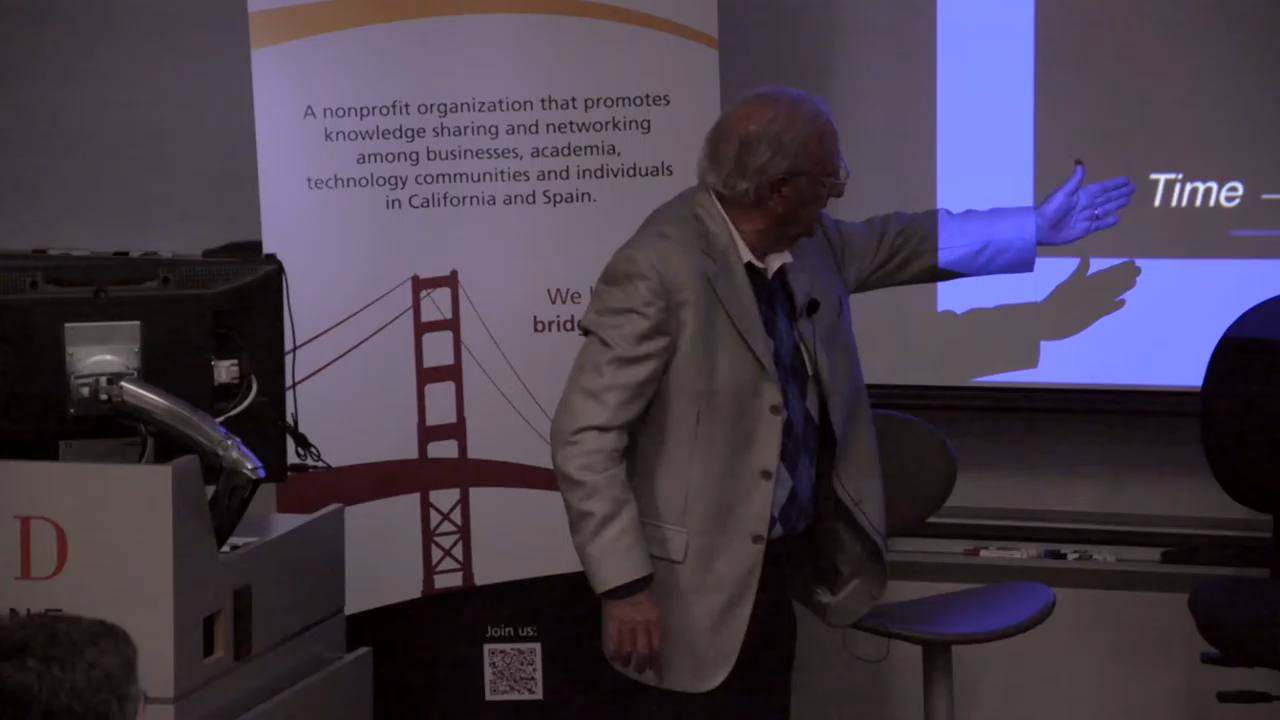 A nonprofit organization that promotes
knowledge sharing and networking
among businesses, academia,
technology communities and individuals
in California and Spain.
We
Time
D
Join us: